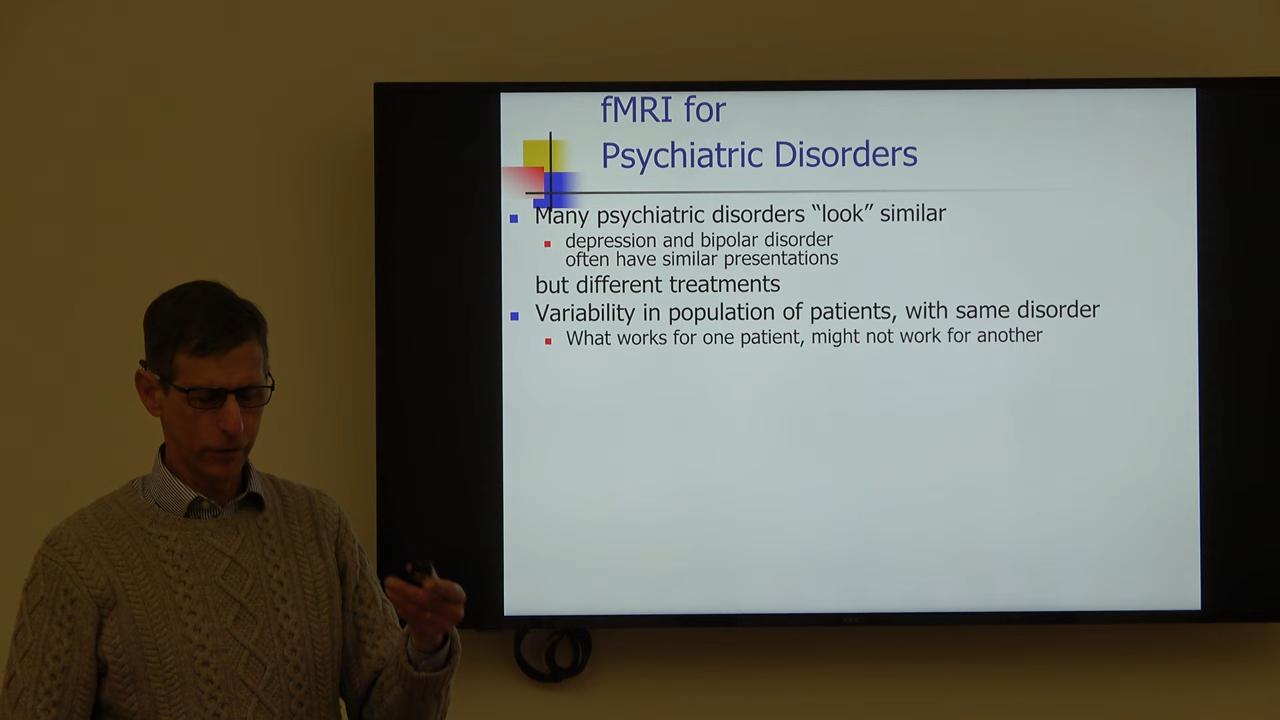 fMRI for
Psychiatric Disorders
Many psychiatric disorders “look” similar
depression and bipolar disorder
often have similar presentations
but different treatments
Variability in population of patients, with same disorder
What works for one patient, might not work for another